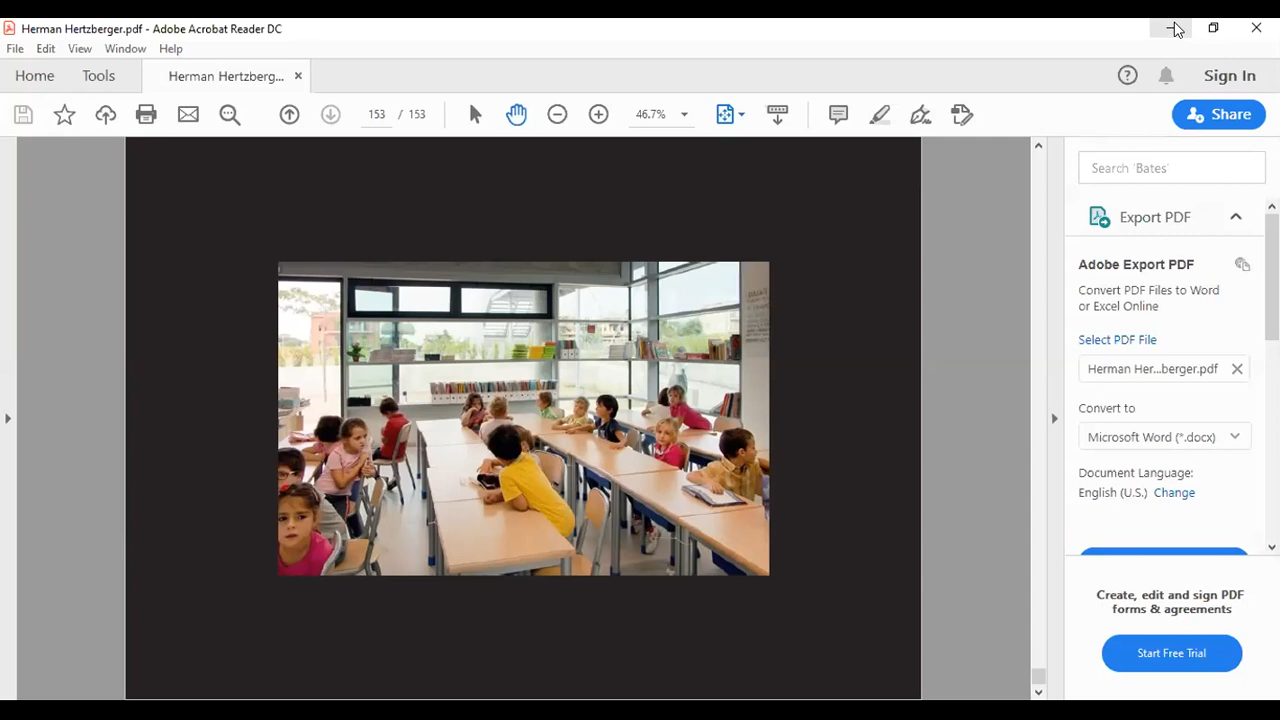 Herman Hertzberger.pdf - Adobe Acrobat Reader DC
File Edit View Window Help
Home Tools Herman Hertzberg... ×
Sign In
153 / 153 46.7% Share
Search 'Bates'
Export PDF
Adobe Export PDF
Convert PDF Files to Word
or Excel Online
Select PDF File
Herman Her...berger.pdf
Convert to
Microsoft Word (*.docx)
Document Language:
English (U.S.) Change
Create, edit and sign PDF
forms & agreements
Start Free Trial